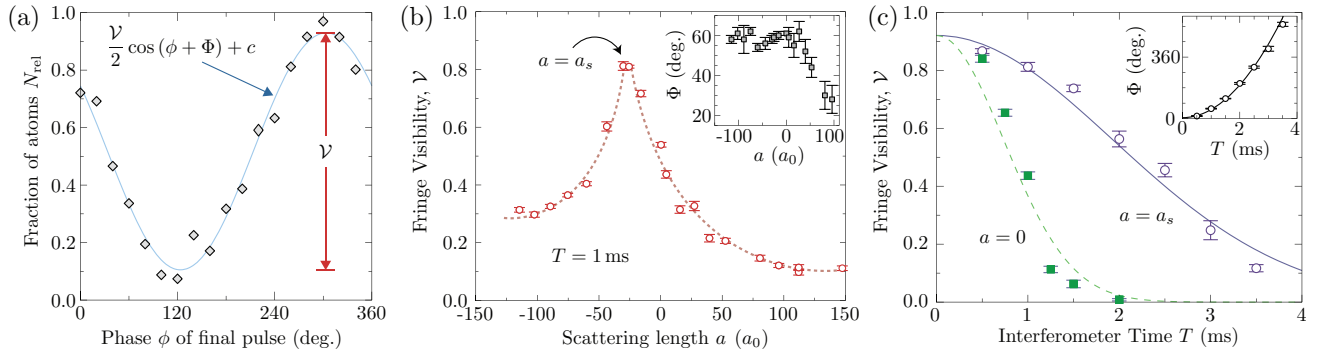 (a)
Fraction of atoms N_rel
1.0
0.8
0.6
0.4
0.2
0.0
𝒱/2 cos(ϕ + Φ) + c
𝒱
0 120 240 360
Phase ϕ of final pulse (deg.)
(b)
Fringe Visibility, 𝒱
1.0
0.8
0.6
0.4
0.2
0.0
a = a_s
T = 1 ms
-150 -100 -50 0 50 100 150
Scattering length a (a_0)
Φ (deg.)
60
40
20
-100 0 100
a (a_0)
(c)
Fringe Visibility, 𝒱
1.0
0.8
0.6
0.4
0.2
0.0
a = 0
a = a_s
0 1 2 3 4
Interferometer Time T (ms)
Φ (deg.)
360
0
0 2 4
T (ms)